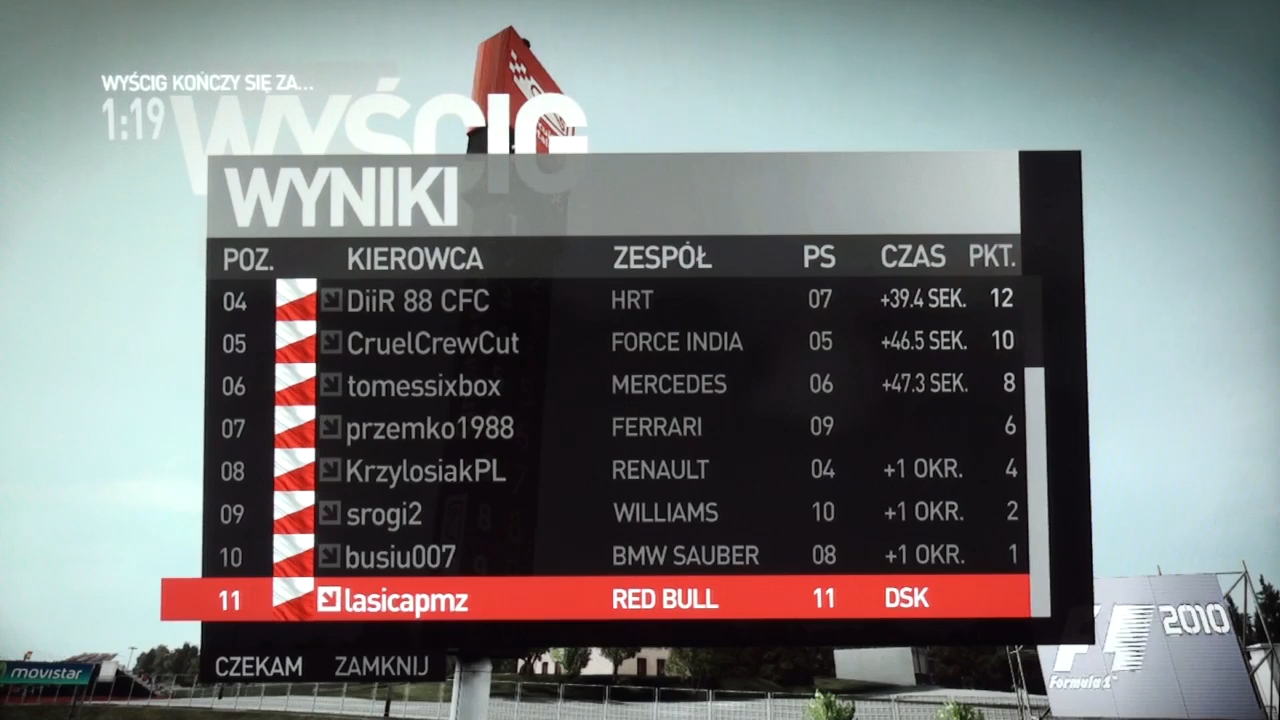 WYŚCIG KOŃCZY SIĘ ZA...
1:19
WYŚCIG
WYNIKI
POZ. KIEROWCA ZESPÓŁ PS CZAS PKT.
04 DiiR 88 CFC HRT 07 +39.4 SEK. 12
05 CruelCrewCut FORCE INDIA 05 +46.5 SEK. 10
06 tomessixbox MERCEDES 06 +47.3 SEK. 8
07 przemko1988 FERRARI 09 6
08 KrzylosiakPL RENAULT 04 +1 OKR. 4
09 srogi2 WILLIAMS 10 +1 OKR. 2
10 busiu007 BMW SAUBER 08 +1 OKR. 1
11 lasicapmz RED BULL 11 DSK
CZEKAM ZAMKNIJ
movistar
F1 2010
Formula 1